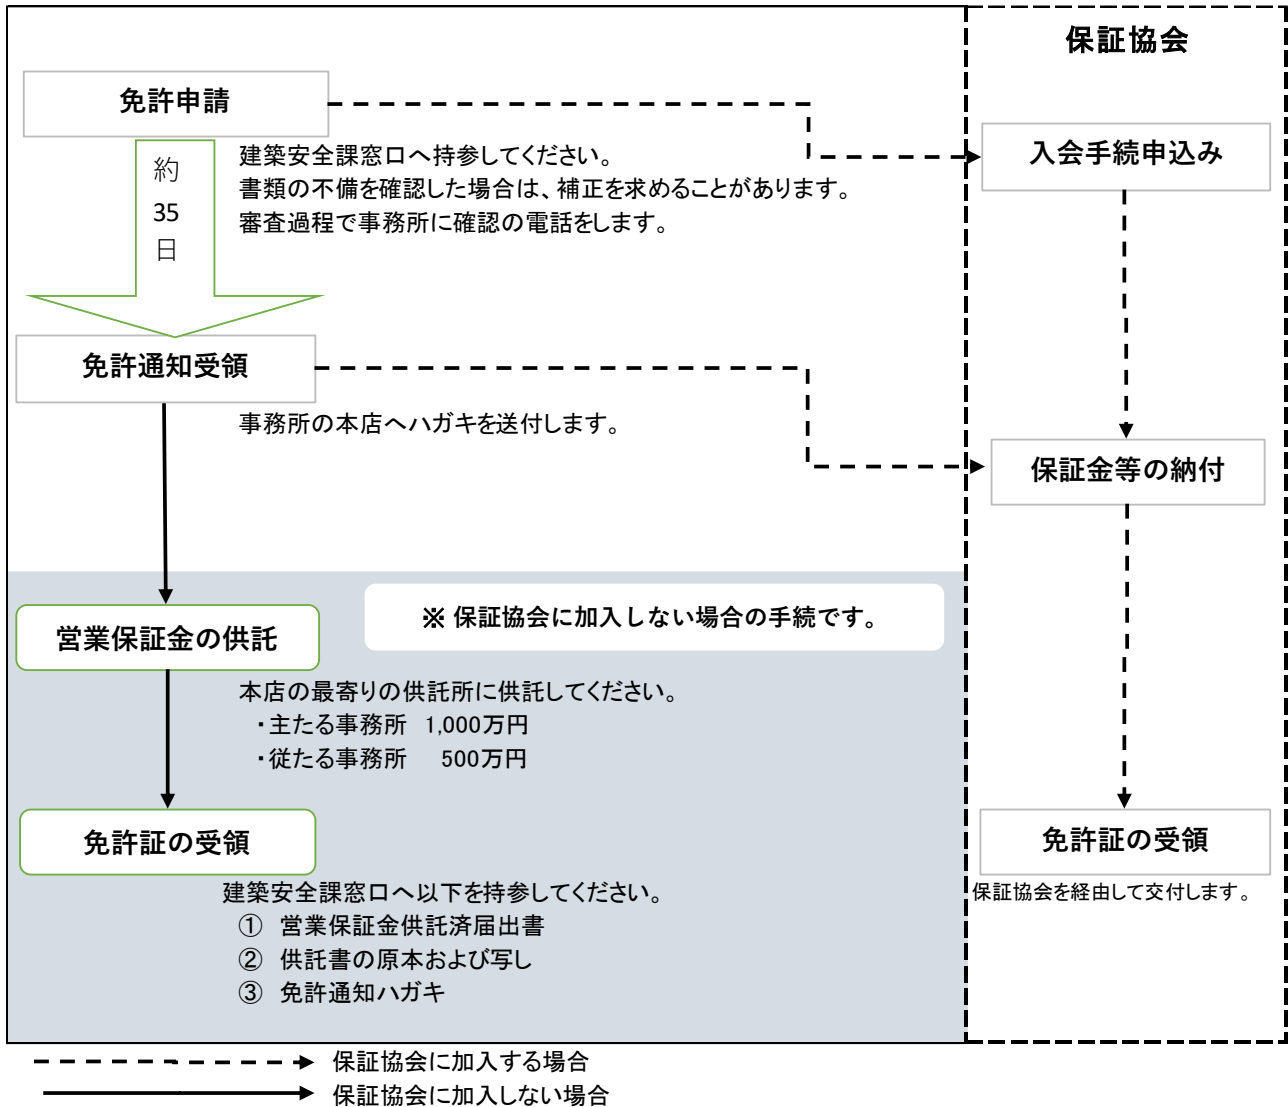 保証協会
免許申請
入会手続申込み
約
35
日
建築安全課窓口へ持参してください。
書類の不備を確認した場合は、補正を求めることがあります。
審査過程で事務所に確認の電話をします。
免許通知受領
事務所の本店へハガキを送付します。
保証金等の納付
※ 保証協会に加入しない場合の手続です。
営業保証金の供託
本店の最寄りの供託所に供託してください。
・主たる事務所 1,000万円
・従たる事務所 500万円
免許証の受領
建築安全課窓口へ以下を持参してください。
① 営業保証金供託済届出書
② 供託書の原本および写し
③ 免許通知ハガキ
免許証の受領
保証協会を経由して交付します。
保証協会に加入する場合
保証協会に加入しない場合